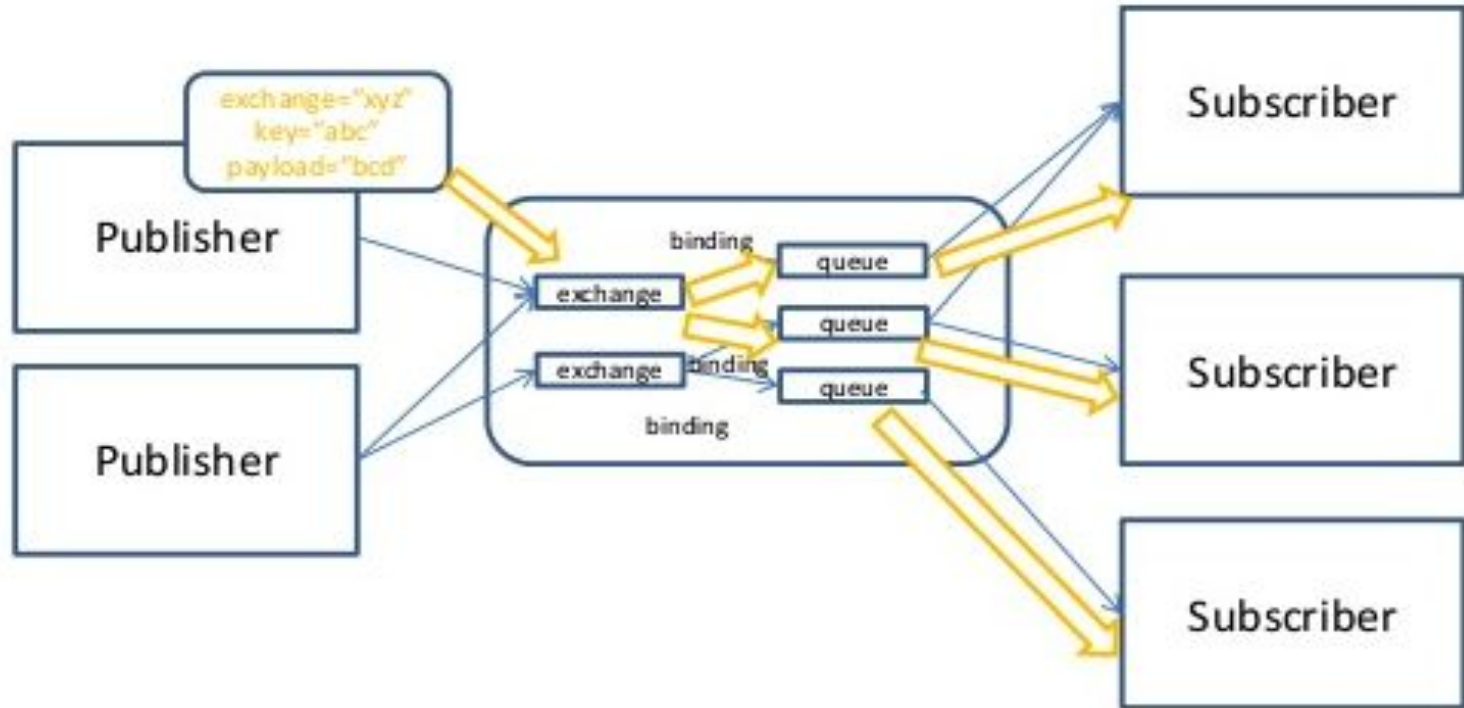 exchange="xyz"
key="abc"
payload="bcd"
Publisher
Publisher
binding
exchange
exchange
queue
queue
binding
queue
binding
Subscriber
Subscriber
Subscriber